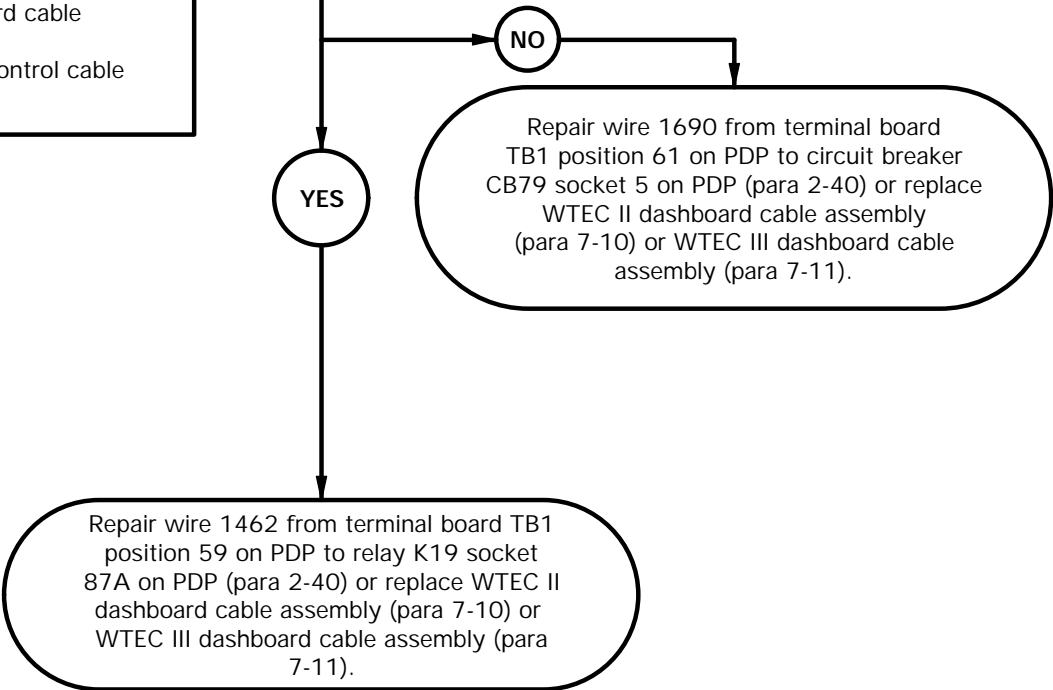 cable
control cable
NO
Repair wire 1690 from terminal board
TB1 position 61 on PDP to circuit breaker
CB79 socket 5 on PDP (para 2-40) or replace
WTEC II dashboard cable assembly
(para 7-10) or WTEC III dashboard cable
assembly (para 7-11).
YES
Repair wire 1462 from terminal board TB1
position 59 on PDP to relay K19 socket
87A on PDP (para 2-40) or replace WTEC II
dashboard cable assembly (para 7-10) or
WTEC III dashboard cable assembly (para
7-11).